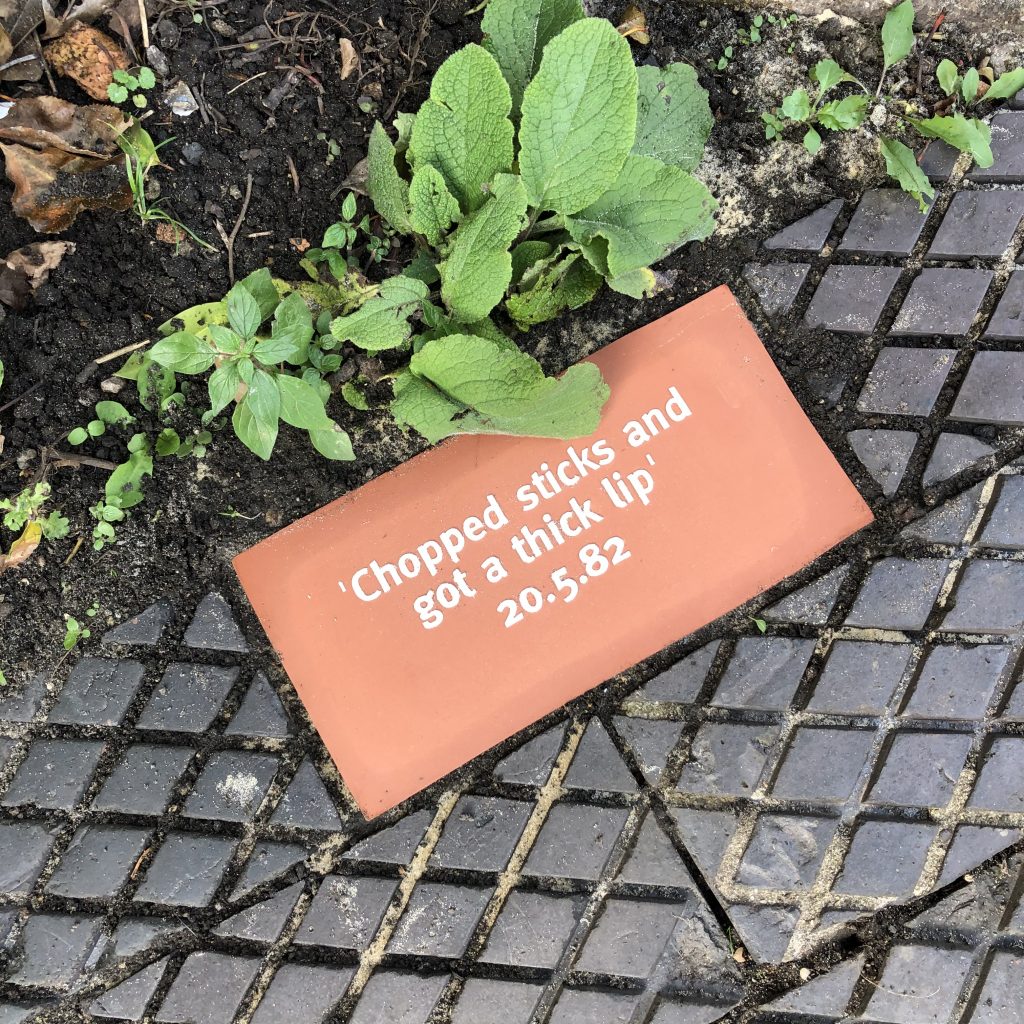 'Chopped sticks and
got a thick lip'
20.5.82